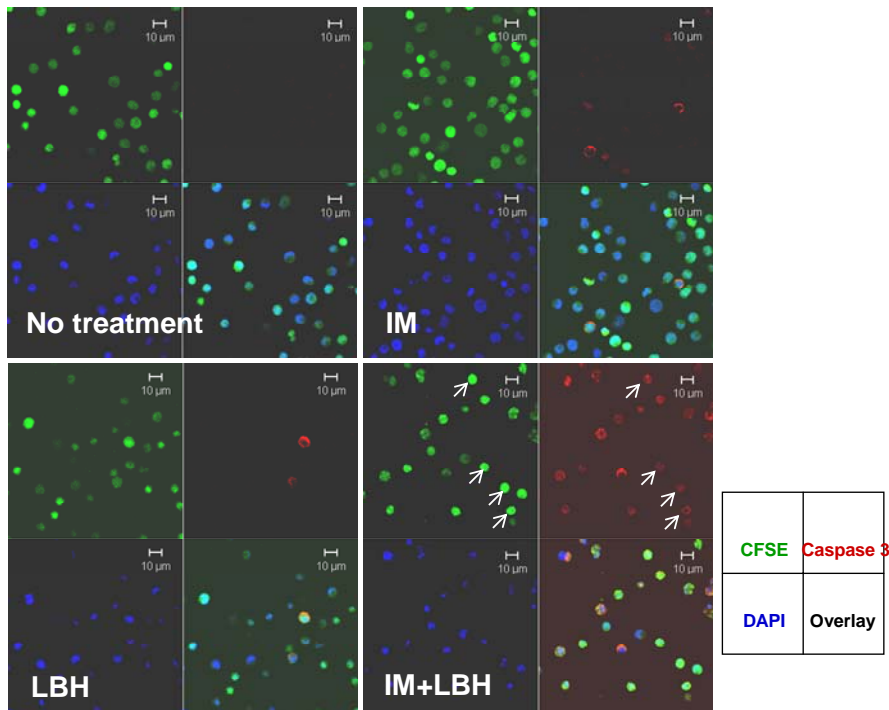 10 µm
10 µm
10 µm
10 µm
10 µm
10 µm
10 µm
10 µm
No treatment
IM
10 µm
10 µm
10 µm
10 µm
10 µm
10 µm
10 µm
10 µm
LBH
IM+LBH
CFSE
Caspase 3
DAPI
Overlay